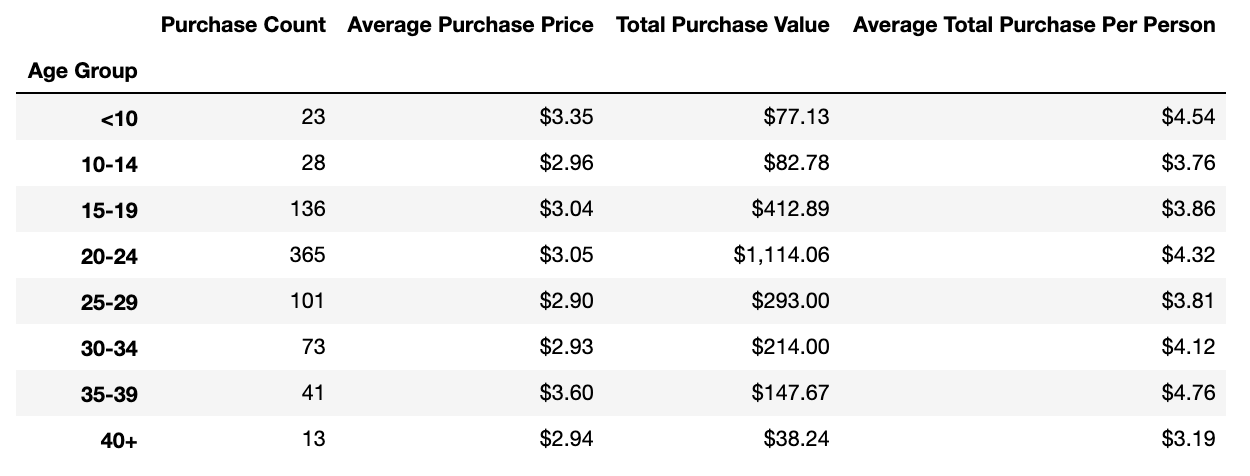 Purchase Count Average Purchase Price Total Purchase Value Average Total Purchase Per Person
Age Group
<10 23 $3.35 $77.13 $4.54
10-14 28 $2.96 $82.78 $3.76
15-19 136 $3.04 $412.89 $3.86
20-24 365 $3.05 $1,114.06 $4.32
25-29 101 $2.90 $293.00 $3.81
30-34 73 $2.93 $214.00 $4.12
35-39 41 $3.60 $147.67 $4.76
40+ 13 $2.94 $38.24 $3.19